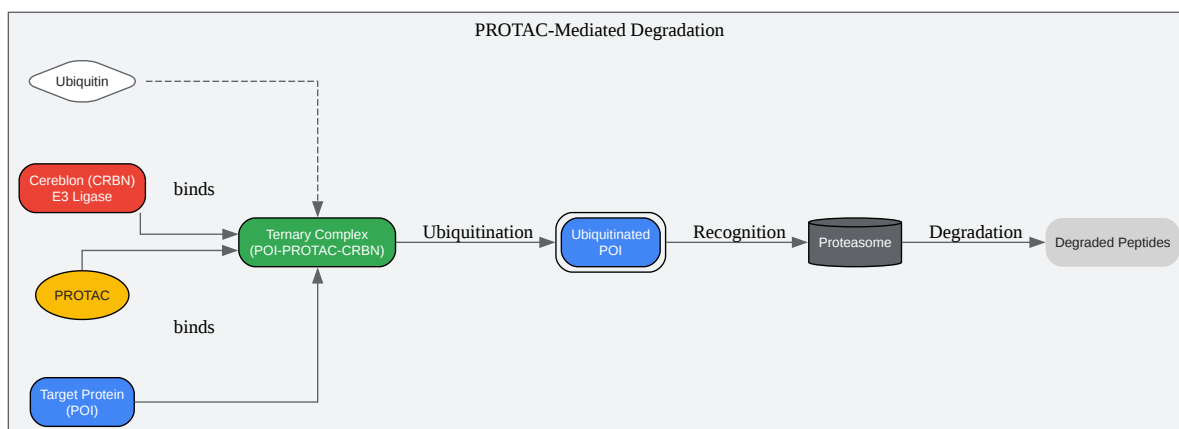 PROTAC-Mediated Degradation
Ubiquitin
Cereblon (CRBN)
E3 Ligase
binds
Ternary Complex
(POI-PROTAC-CRBN)
Ubiquitination
Ubiquitinated
POI
Recognition
Proteasome
Degradation
Degraded Peptides
PROTAC
binds
Target Protein
(POI)